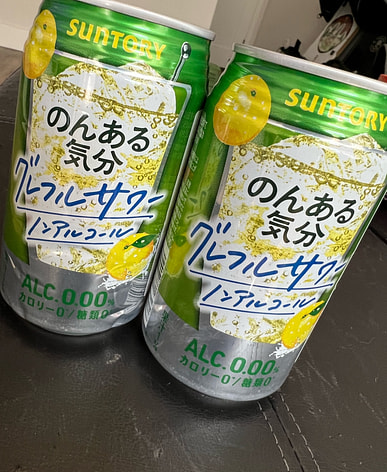 SUNTORY
のんある
気分
グレフルサワー
ノンアルコール
ALC.0.00%
カロリー0/糖類0
SUNTORY
のんある
気分
グレフルサワー
ノンアルコール
ALC.0.00%
カロリー0/糖類0